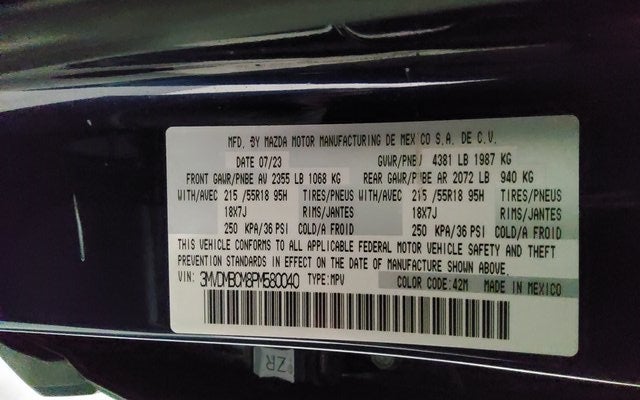 MFD. BY MAZDA MOTOR MANUFACTURING DE MEXICO S.A. DE C.V.
DATE 07/23 GVWR/PNBJ 4381 LB 1987 KG
FRONT GAWR/PNBE AV 2355 LB 1068 KG REAR GAWR/PNBE AR 2072 LB 940 KG
WITH/AVEC 215/55R18 95H TIRES/PNEUS WITH/AVEC 215/55R18 95H TIRES/PNEUS
18X7J RIMS/JANTES 18X7J RIMS/JANTES
250 KPA/36 PSI COLD/A FROID 250 KPA/36 PSI COLD/A FROID
THIS VEHICLE CONFORMS TO ALL APPLICABLE FEDERAL MOTOR VEHICLE SAFETY AND THEFT
PREVENTION STANDARDS IN EFFECT ON THE DATE OF MANUFACTURE SHOWN ABOVE.
VIN: 3MVDMBCM8PM580040 TYPE:MPV COLOR CODE:42M MADE IN MEXICO
ZR